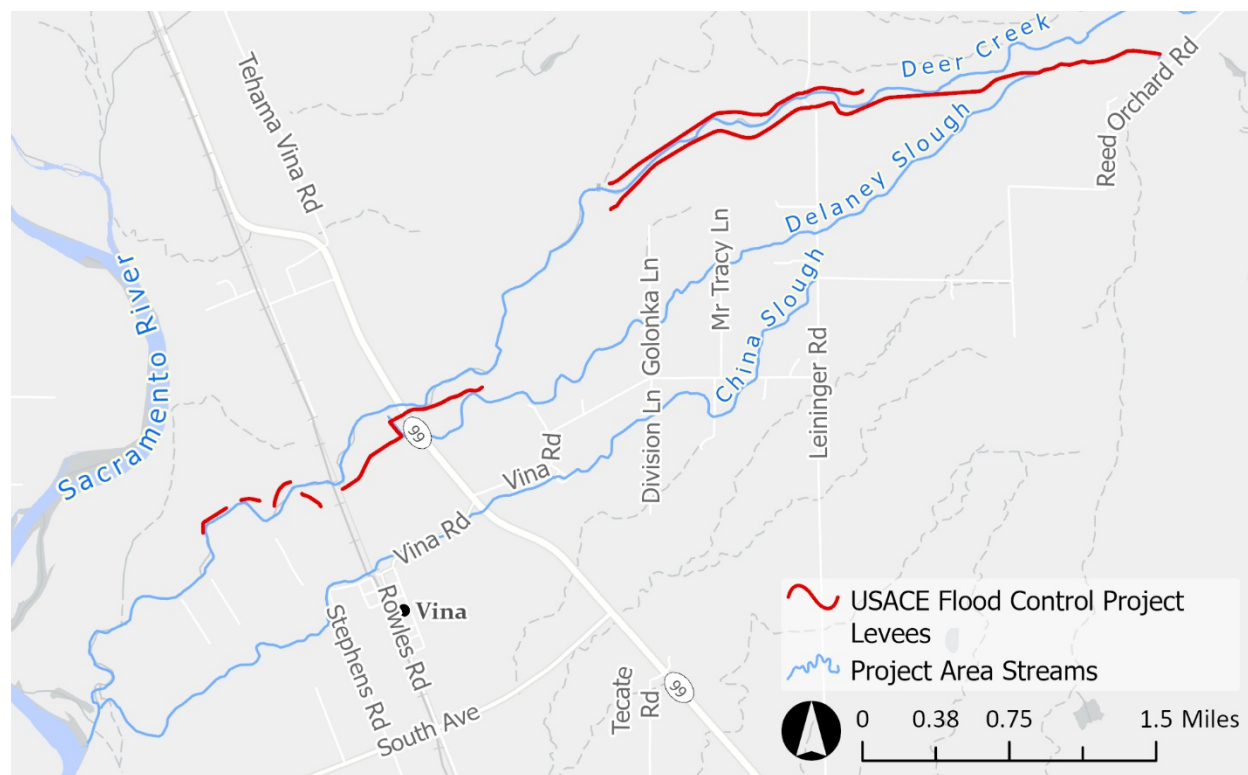 Deer Creek
Tehama Vina Rd
Reed Orchard Rd
Delaney Slough
Mr Tracy Ln
Golonka Ln
China Slough
Sacramento River
Leininger Rd
99
Division Ln
Vina Rd
Vina Rd
Vina
Rowles Rd
Stephens Rd
South Ave
Tecate
Rd
99
USACE Flood Control Project
Levees
Project Area Streams
0 0.38 0.75 1.5 Miles